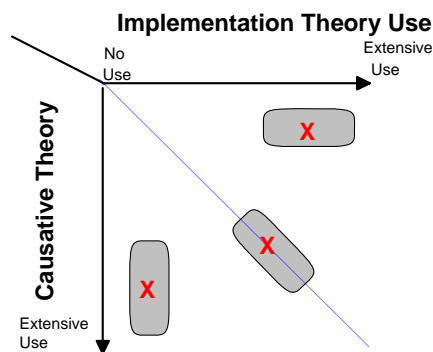 Implementation Theory Use
No
Use
Extensive
Use
X
X
X
Causative Theory
Extensive
Use